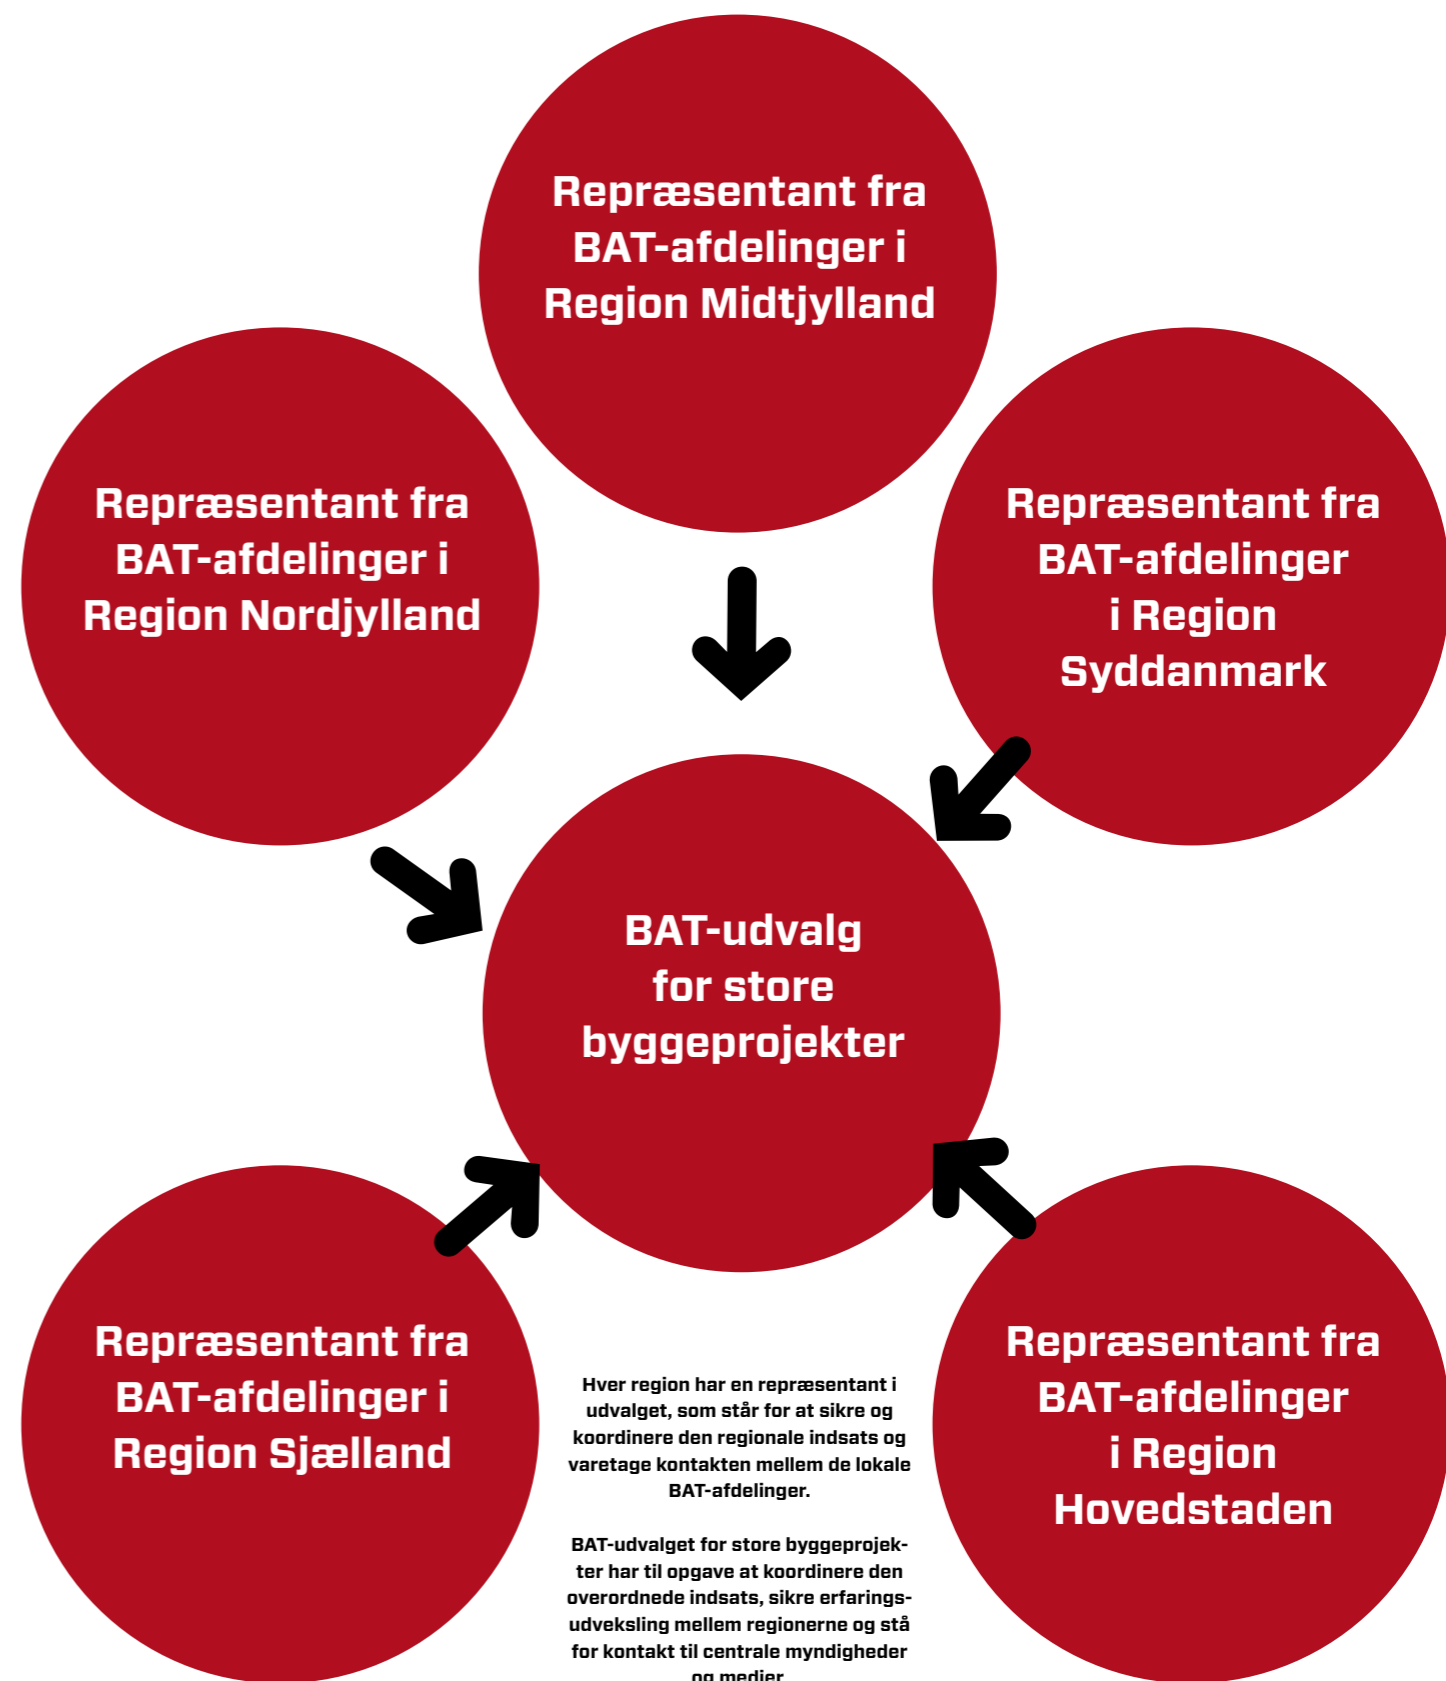 Repræsentant fra
BAT-afdelinger i
Region Midtjylland
Repræsentant fra
BAT-afdelinger i
Region Nordjylland
Repræsentant fra
BAT-afdelinger
i Region
Syddanmark
BAT-udvalg
for store
byggeprojekter
Repræsentant fra
BAT-afdelinger i
Region Sjælland
Hver region har en repræsentant i
udvalget, som står for at sikre og
koordinere den regionale indsats og
varetage kontakten mellem de lokale
BAT-afdelinger.
BAT-udvalget for store byggeprojek-
ter har til opgave at koordinere den
overordnede indsats, sikre erfarings-
udveksling mellem regionerne og stå
for kontakt til centrale myndigheder
og medier
Repræsentant fra
BAT-afdelinger
i Region
Hovedstaden